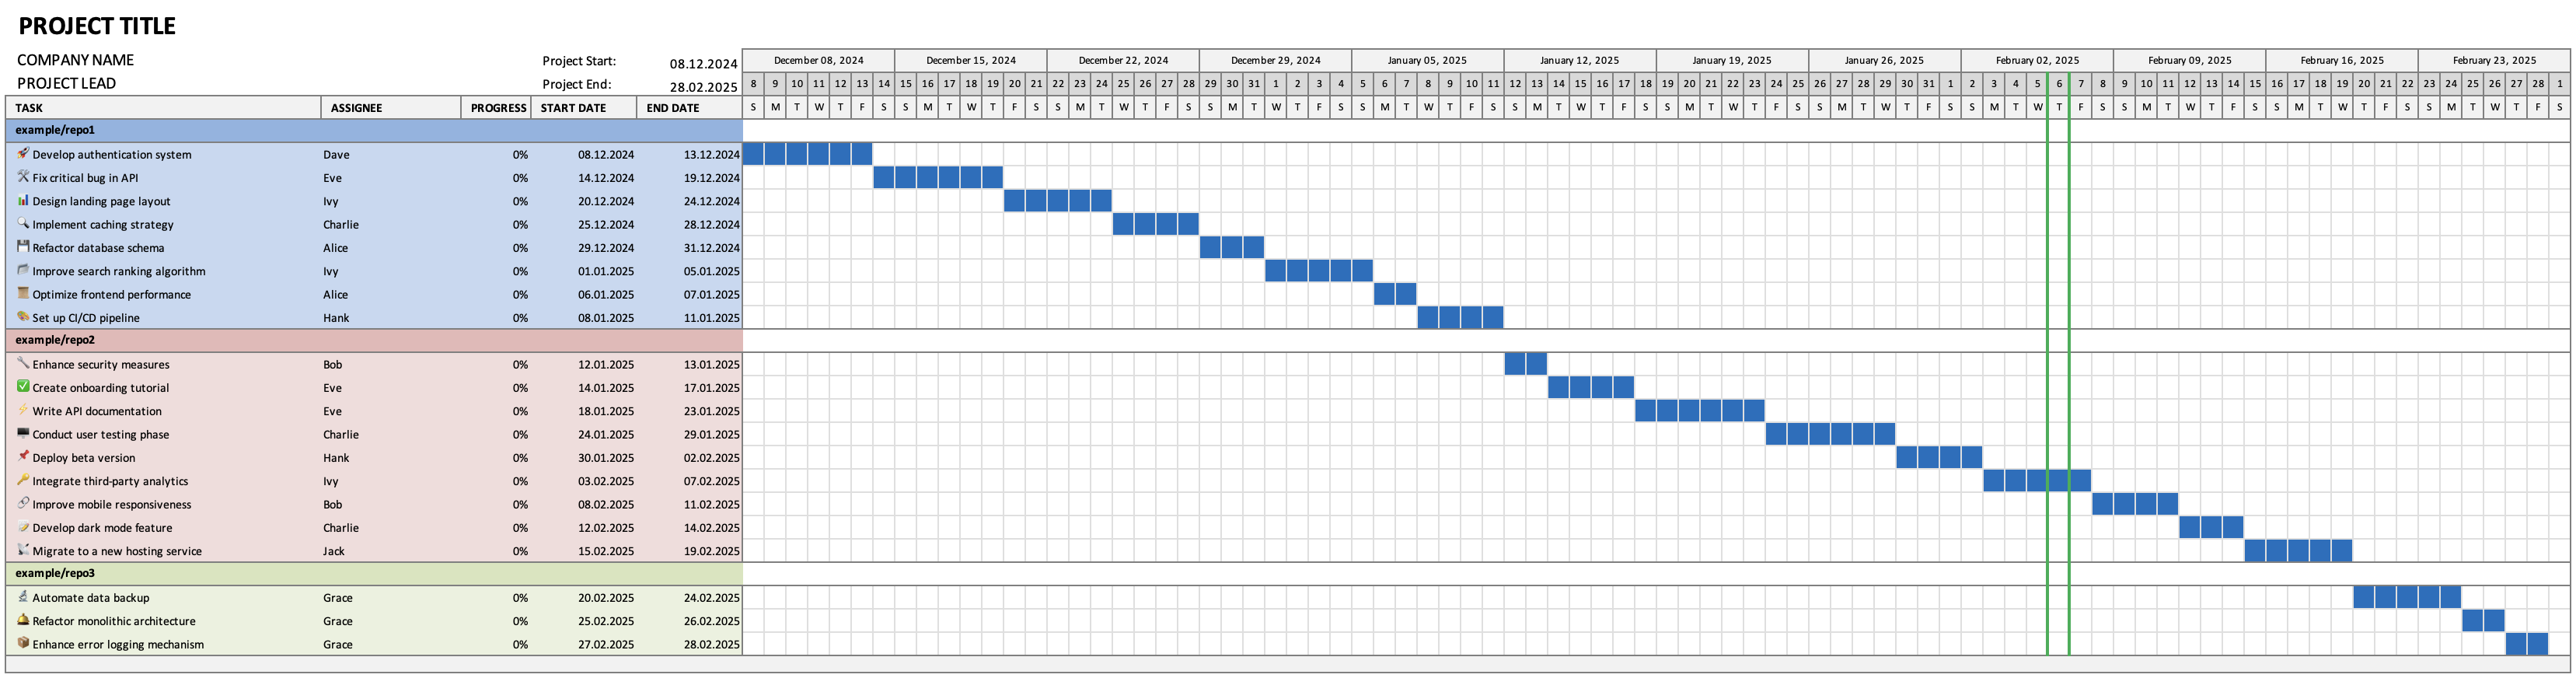 PROJECT TITLE
COMPANY NAME Project Start: 08.12.2024 December 08, 2024 December 15, 2024 December 22, 2024 December 29, 2024 January 05, 2025 January 12, 2025 January 19, 2025 January 26, 2025 February 02, 2025 February 09, 2025 February 16, 2025 February 23, 2025
PROJECT LEAD Project End: 28.02.2025 8 9 10 11 12 13 14 15 16 17 18 19 20 21 22 23 24 25 26 27 28 29 30 31 1 2 3 4 5 6 7 8 9 10 11 12 13 14 15 16 17 18 19 20 21 22 23 24 25 26 27 28 29 30 31 1 2 3 4 5 6 7 8 9 10 11 12 13 14 15 16 17 18 19 20 21 22 23 24 25 26 27 28 1
TASK ASSIGNEE PROGRESS START DATE END DATE S M T W T F S S M T W T F S S M T W T F S S M T W T F S S M T W T F S S M T W T F S S M T W T F S S M T W T F S S M T W T F S S M T W T F S S M T W T F S S M T W T F S
example/repo1
Develop authentication system Dave 0% 08.12.2024 13.12.2024
Fix critical bug in API Eve 0% 14.12.2024 19.12.2024
Design landing page layout Ivy 0% 20.12.2024 24.12.2024
Implement caching strategy Charlie 0% 25.12.2024 28.12.2024
Refactor database schema Alice 0% 29.12.2024 31.12.2024
Improve search ranking algorithm Ivy 0% 01.01.2025 05.01.2025
Optimize frontend performance Alice 0% 06.01.2025 07.01.2025
Set up CI/CD pipeline Hank 0% 08.01.2025 11.01.2025
example/repo2
Enhance security measures Bob 0% 12.01.2025 13.01.2025
Create onboarding tutorial Eve 0% 14.01.2025 17.01.2025
Write API documentation Eve 0% 18.01.2025 23.01.2025
Conduct user testing phase Charlie 0% 24.01.2025 29.01.2025
Deploy beta version Hank 0% 30.01.2025 02.02.2025
Integrate third-party analytics Ivy 0% 03.02.2025 07.02.2025
Improve mobile responsiveness Bob 0% 08.02.2025 11.02.2025
Develop dark mode feature Charlie 0% 12.02.2025 14.02.2025
Migrate to a new hosting service Jack 0% 15.02.2025 19.02.2025
example/repo3
Automate data backup Grace 0% 20.02.2025 24.02.2025
Refactor monolithic architecture Grace 0% 25.02.2025 26.02.2025
Enhance error logging mechanism Grace 0% 27.02.2025 28.02.2025